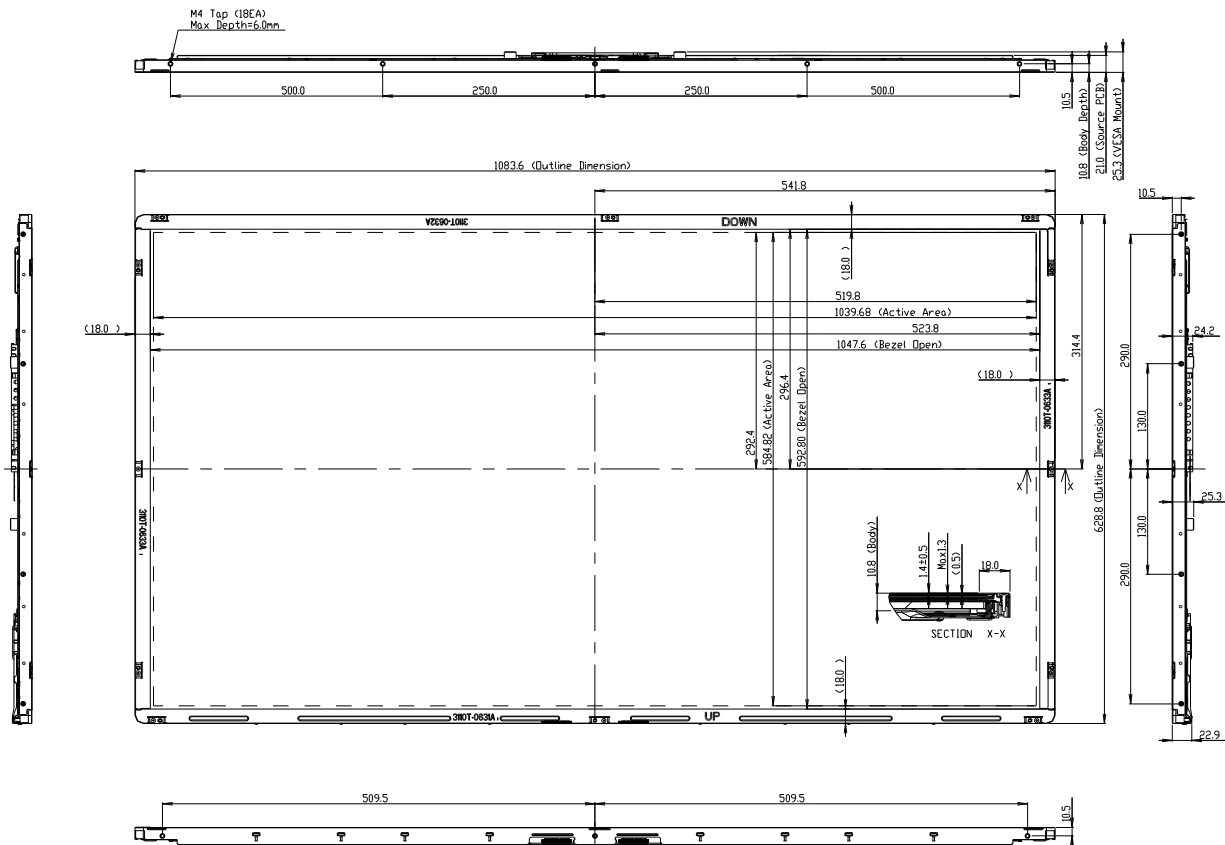 M4 Tap (18EA)
Max Depth=6.0mm
500.0
250.0
250.0
500.0
10.5
10.8 (Body Depth)
21.0 (Source PCB)
25.3 (VESA Mount)
1083.6 (Outline Dimension)
541.8
10.5
3110T-0632A
DOWN
(18.0 )
519.8
1039.68 (Active Area)
(18.0 )
523.8
1047.6 (Bezel Open)
24.2
314.4
290.0
(18.0 )
292.4
584.82 (Active Area)
296.4
592.80 (Bezel Open)
3110T-0633A
130.0
628.8 (Outline Dimension)
X
X
25.3
3110T-0633A
130.0
290.0
10.8 (Body)
1.4±0.5
Max1.3
(0.5)
18.0
SECTION X-X
(18.0 )
3110T-0631A
UP
22.9
509.5
509.5
10.5